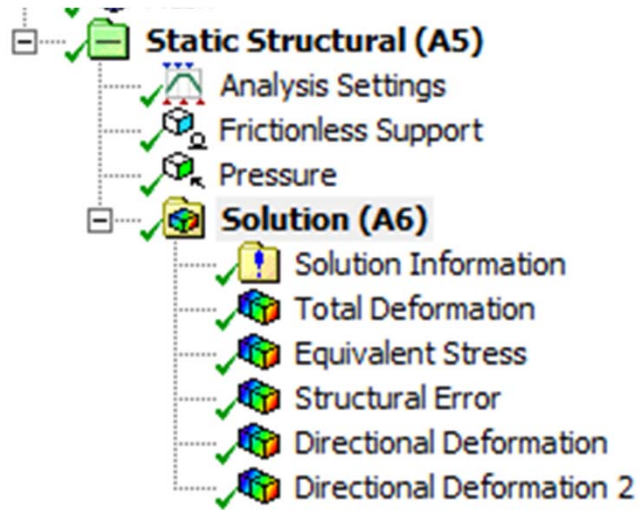 Static Structural (A5)
Analysis Settings
Frictionless Support
Pressure
Solution (A6)
Solution Information
Total Deformation
Equivalent Stress
Structural Error
Directional Deformation
Directional Deformation 2